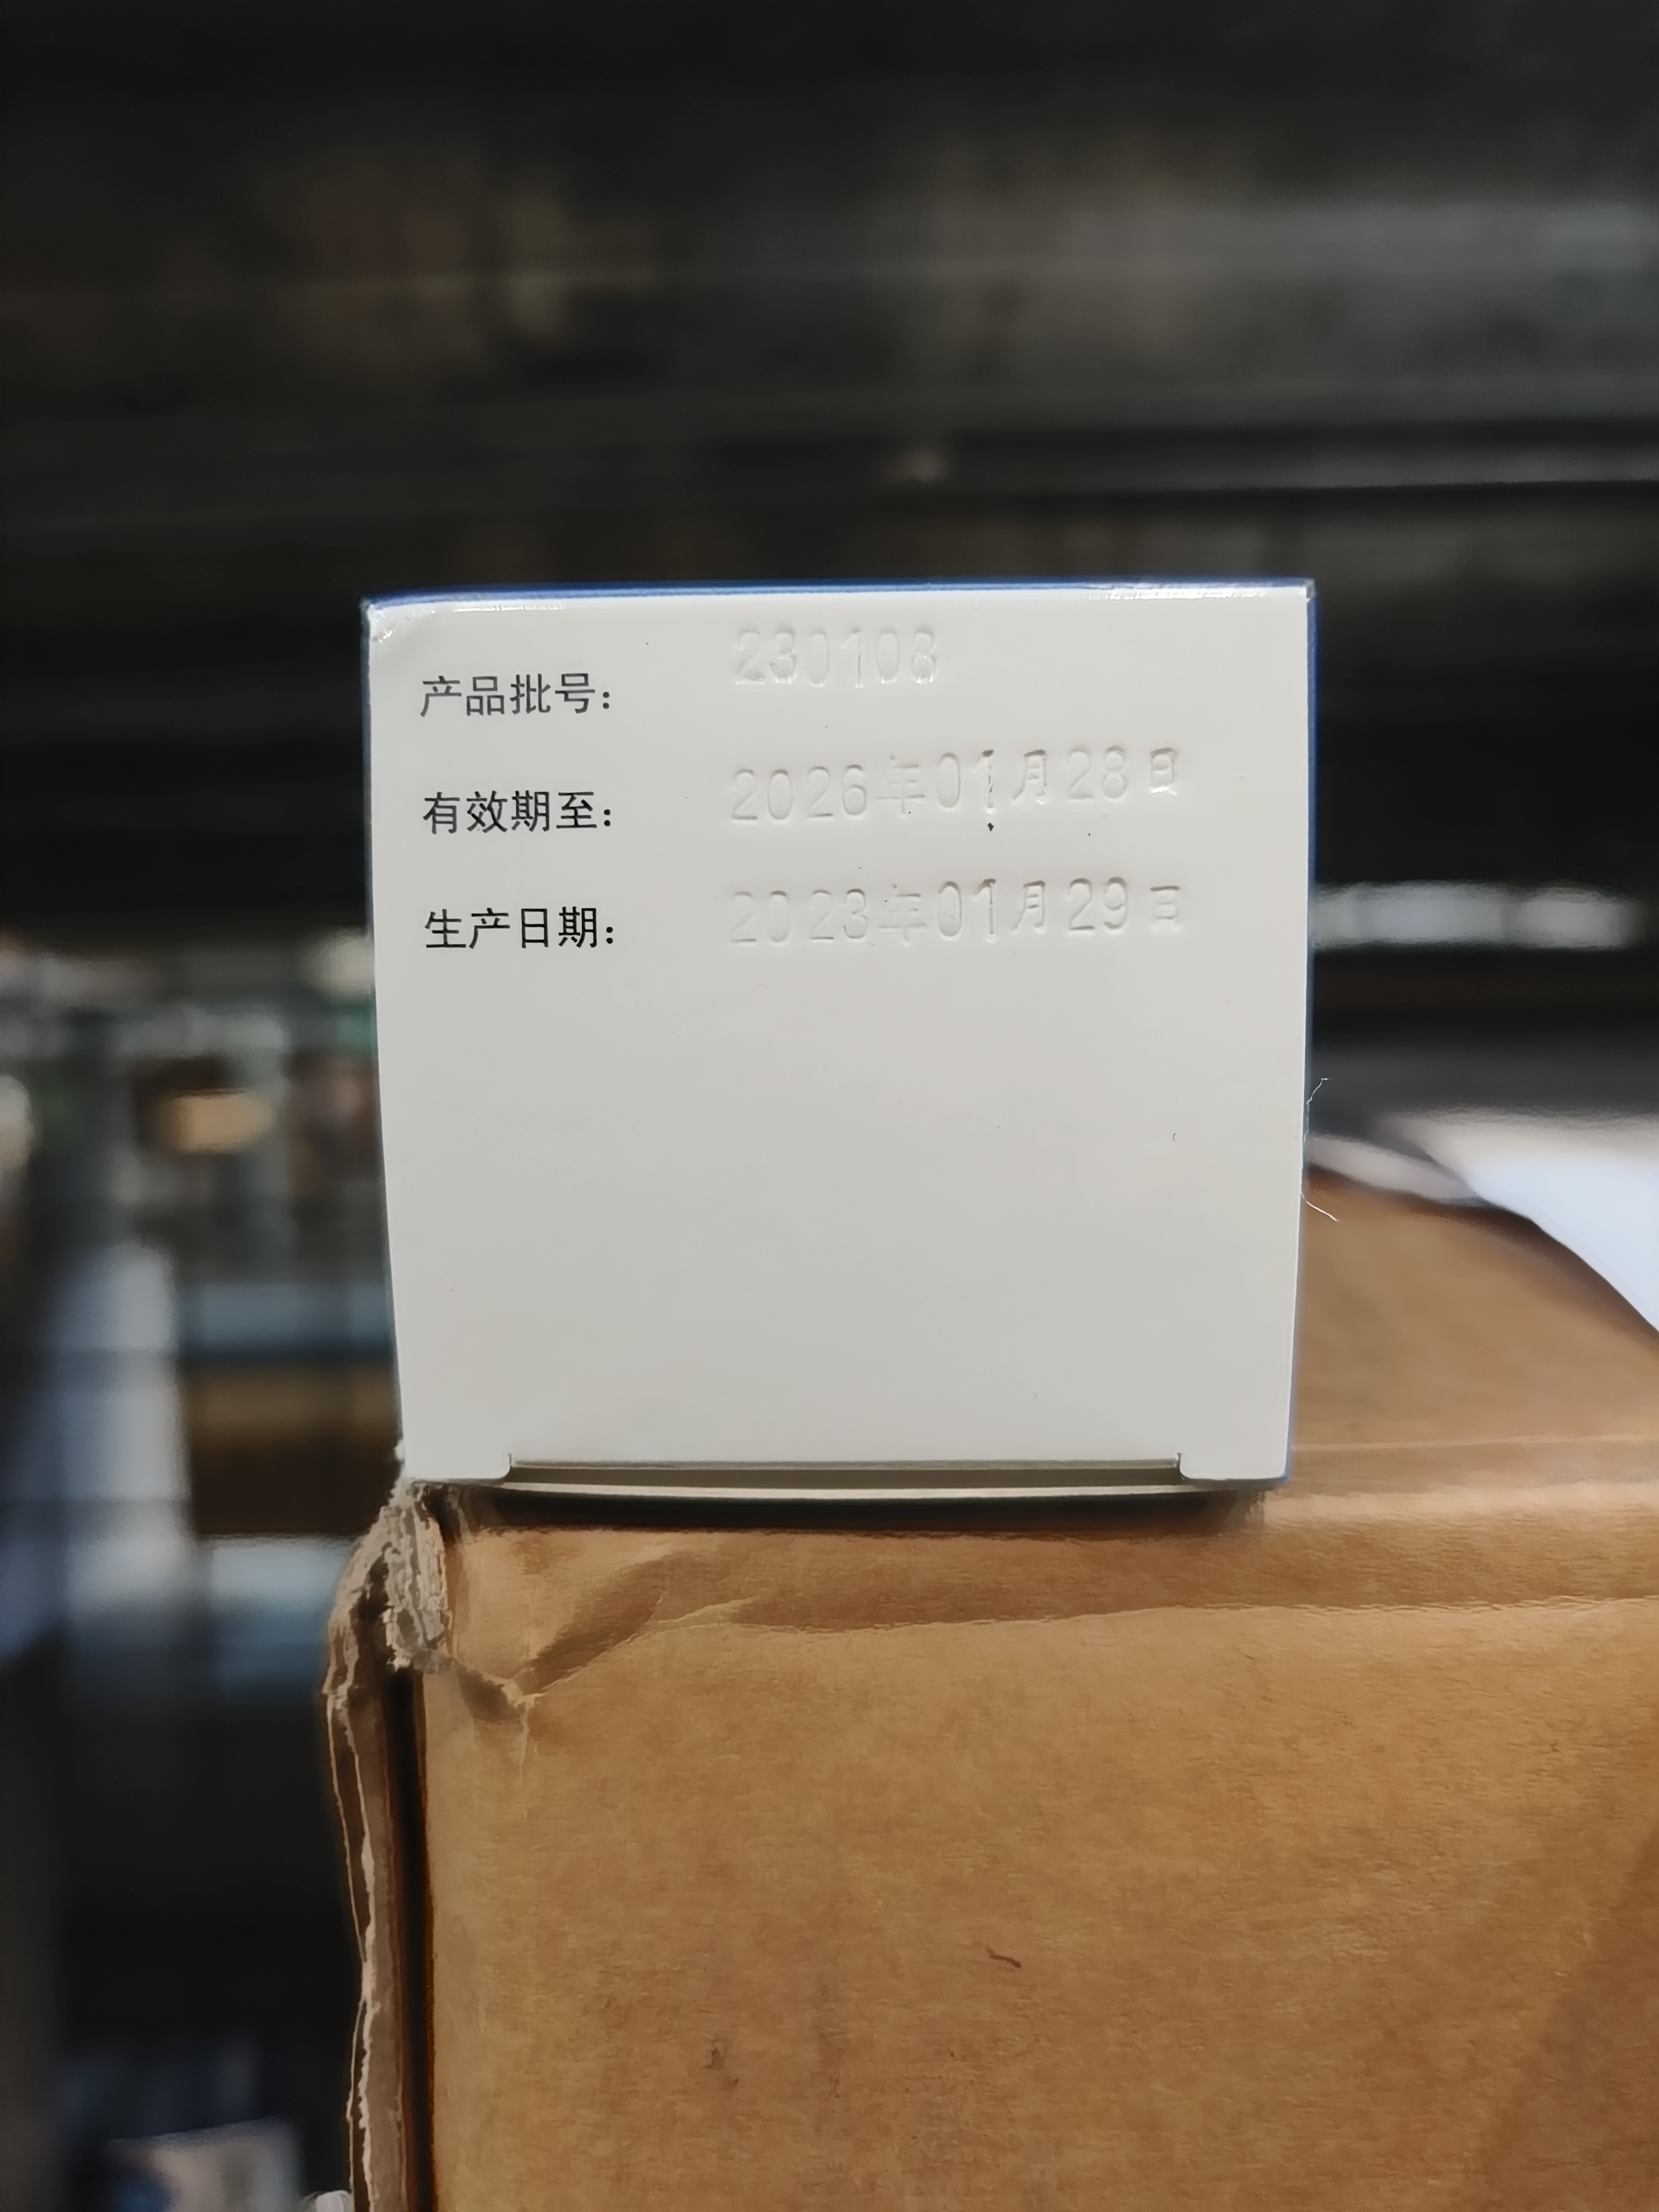 产品批号： 230108
有效期至： 2026年01月28日
生产日期： 2023年01月29日